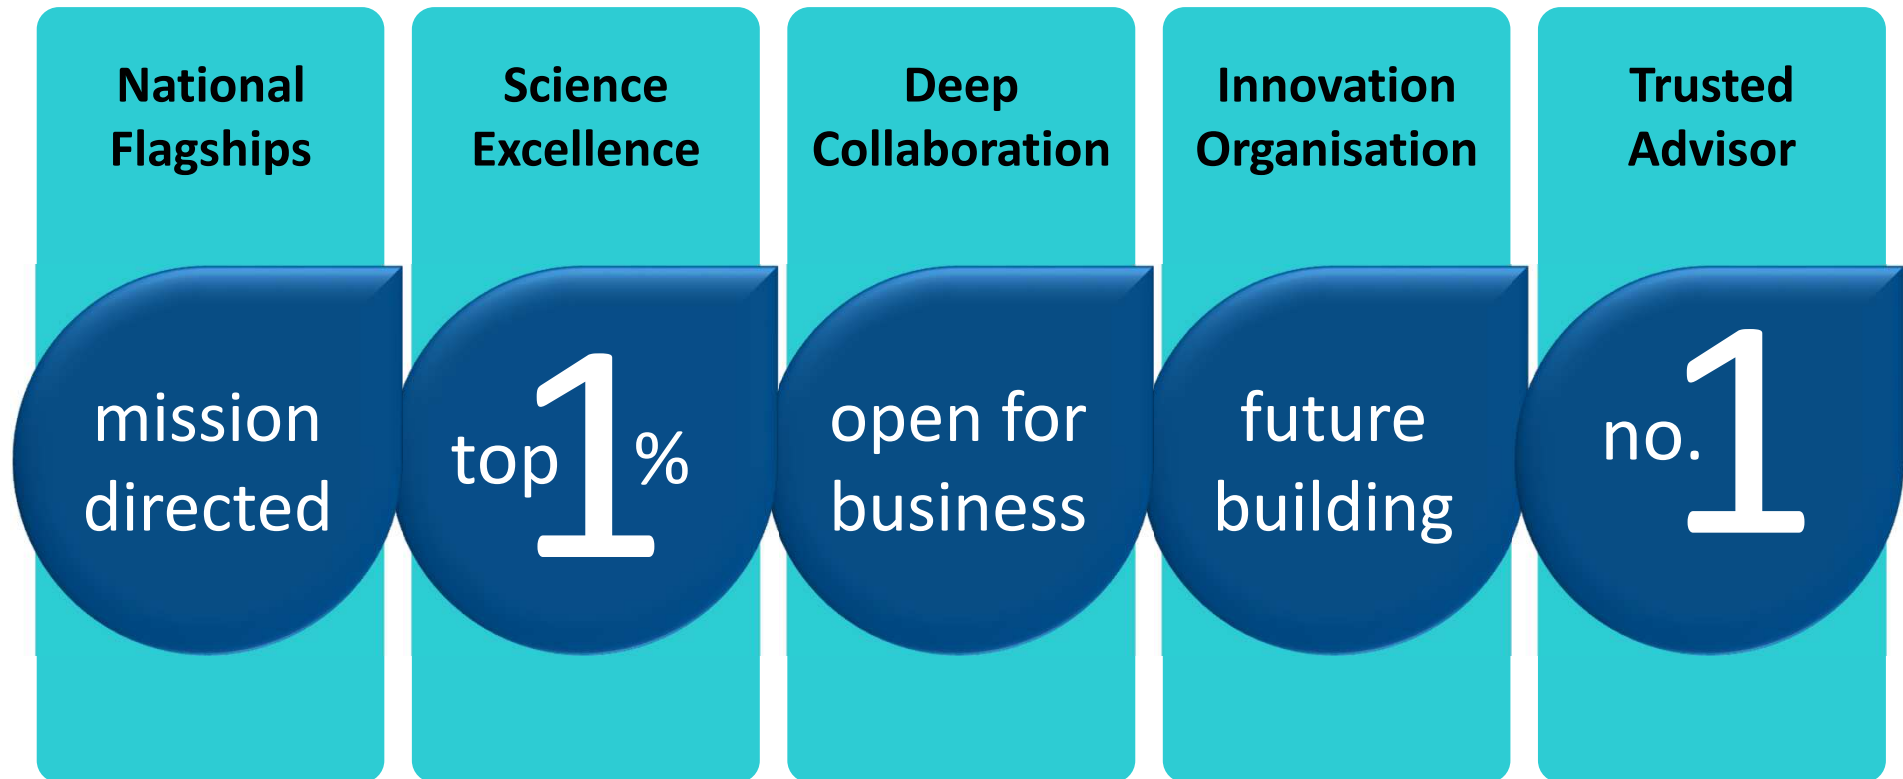 National
Flagships
mission
directed
Science
Excellence
top 1 %
Deep
Collaboration
open for
business
Innovation
Organisation
future
building
Trusted
Advisor
no. 1